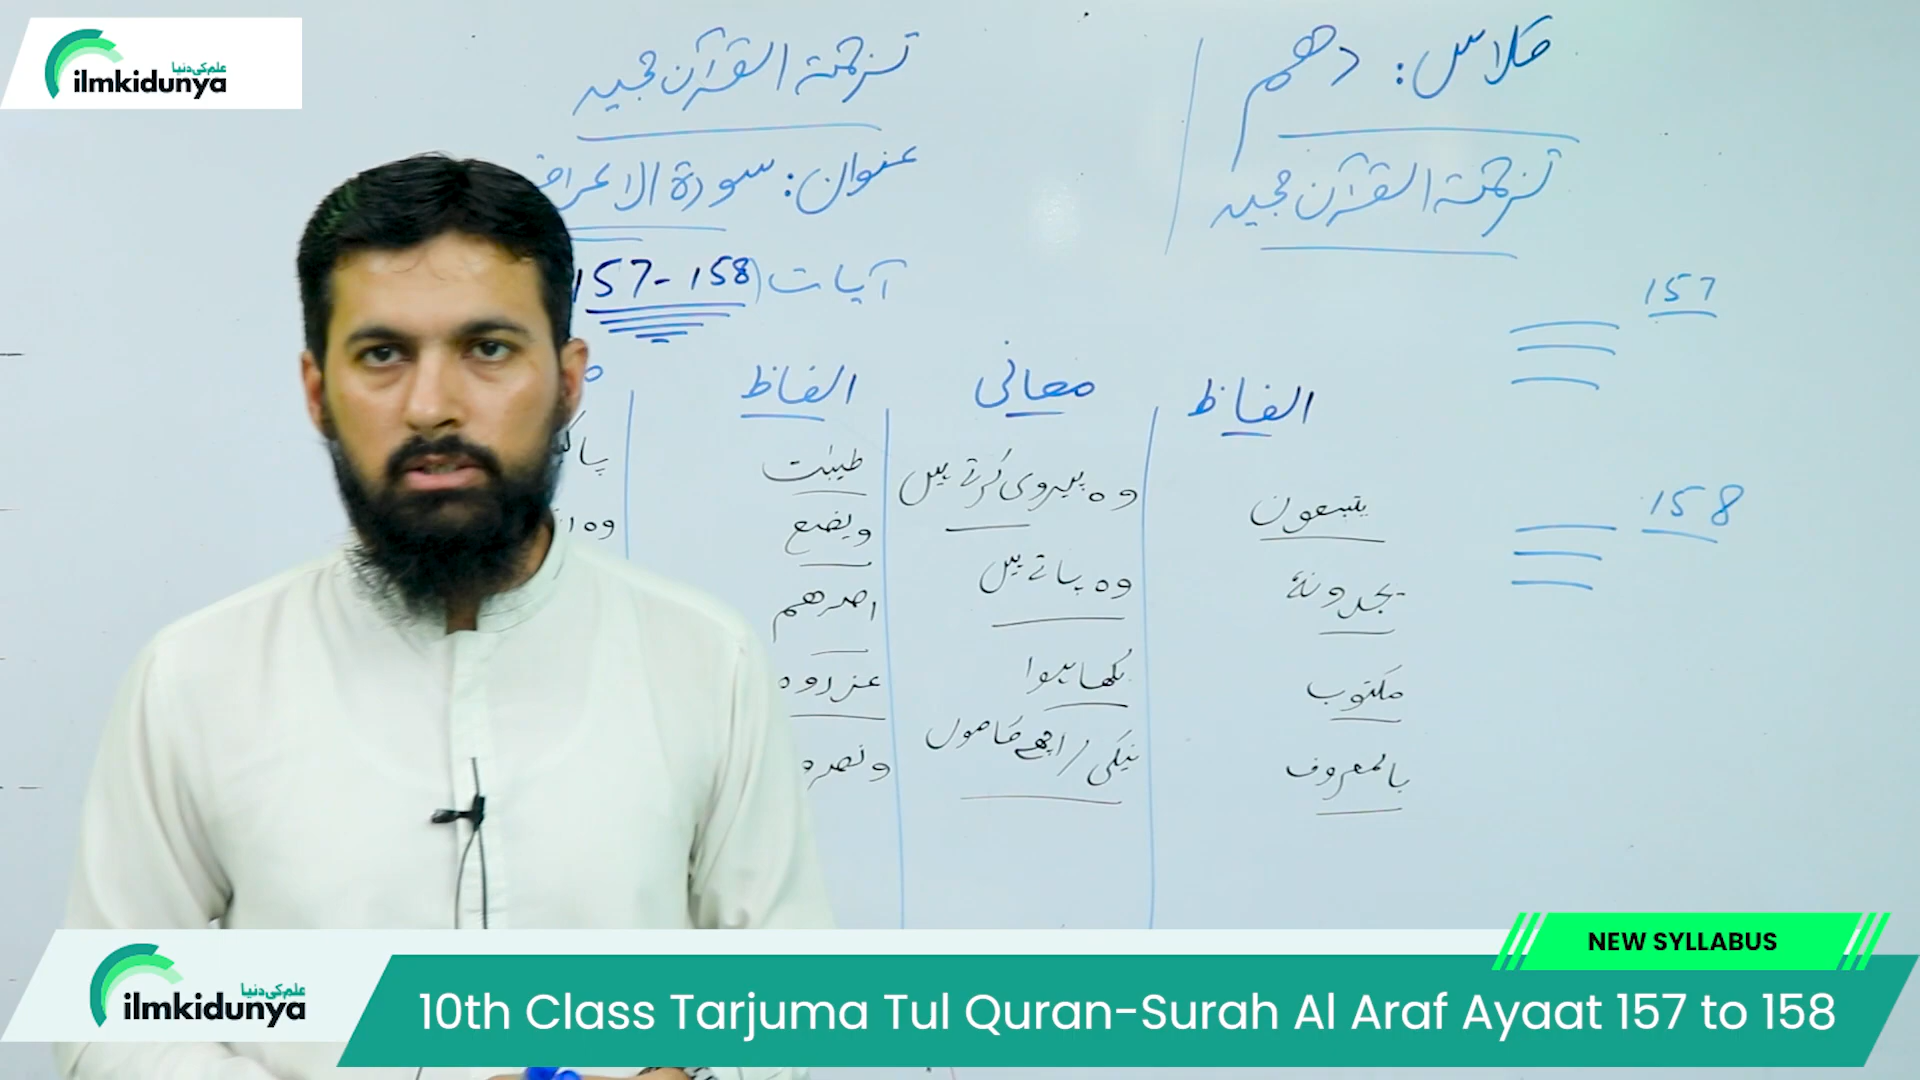 علم کی دنیا
ilmkidunya
کلاس: دھم
ترجمۃ القرآن مجید
ترجمۃ القرآن مجید
عنوان: سورۃ الاعراف
آیات (157-158
157
158
الفاظ
معانی
الفاظ
یتبعون
وہ پیروی کرتے ہیں
طیبٰت
یجدونہٗ
وہ پاتے ہیں
ویضع
وہ ا
مکتوب
لکھا ہوا
اصرھم
بالمعروف
نیکی / اچھے کاموں
عزروہ
ونصرو
NEW SYLLABUS
علم کی دنیا
ilmkidunya
10th Class Tarjuma Tul Quran-Surah Al Araf Ayaat 157 to 158